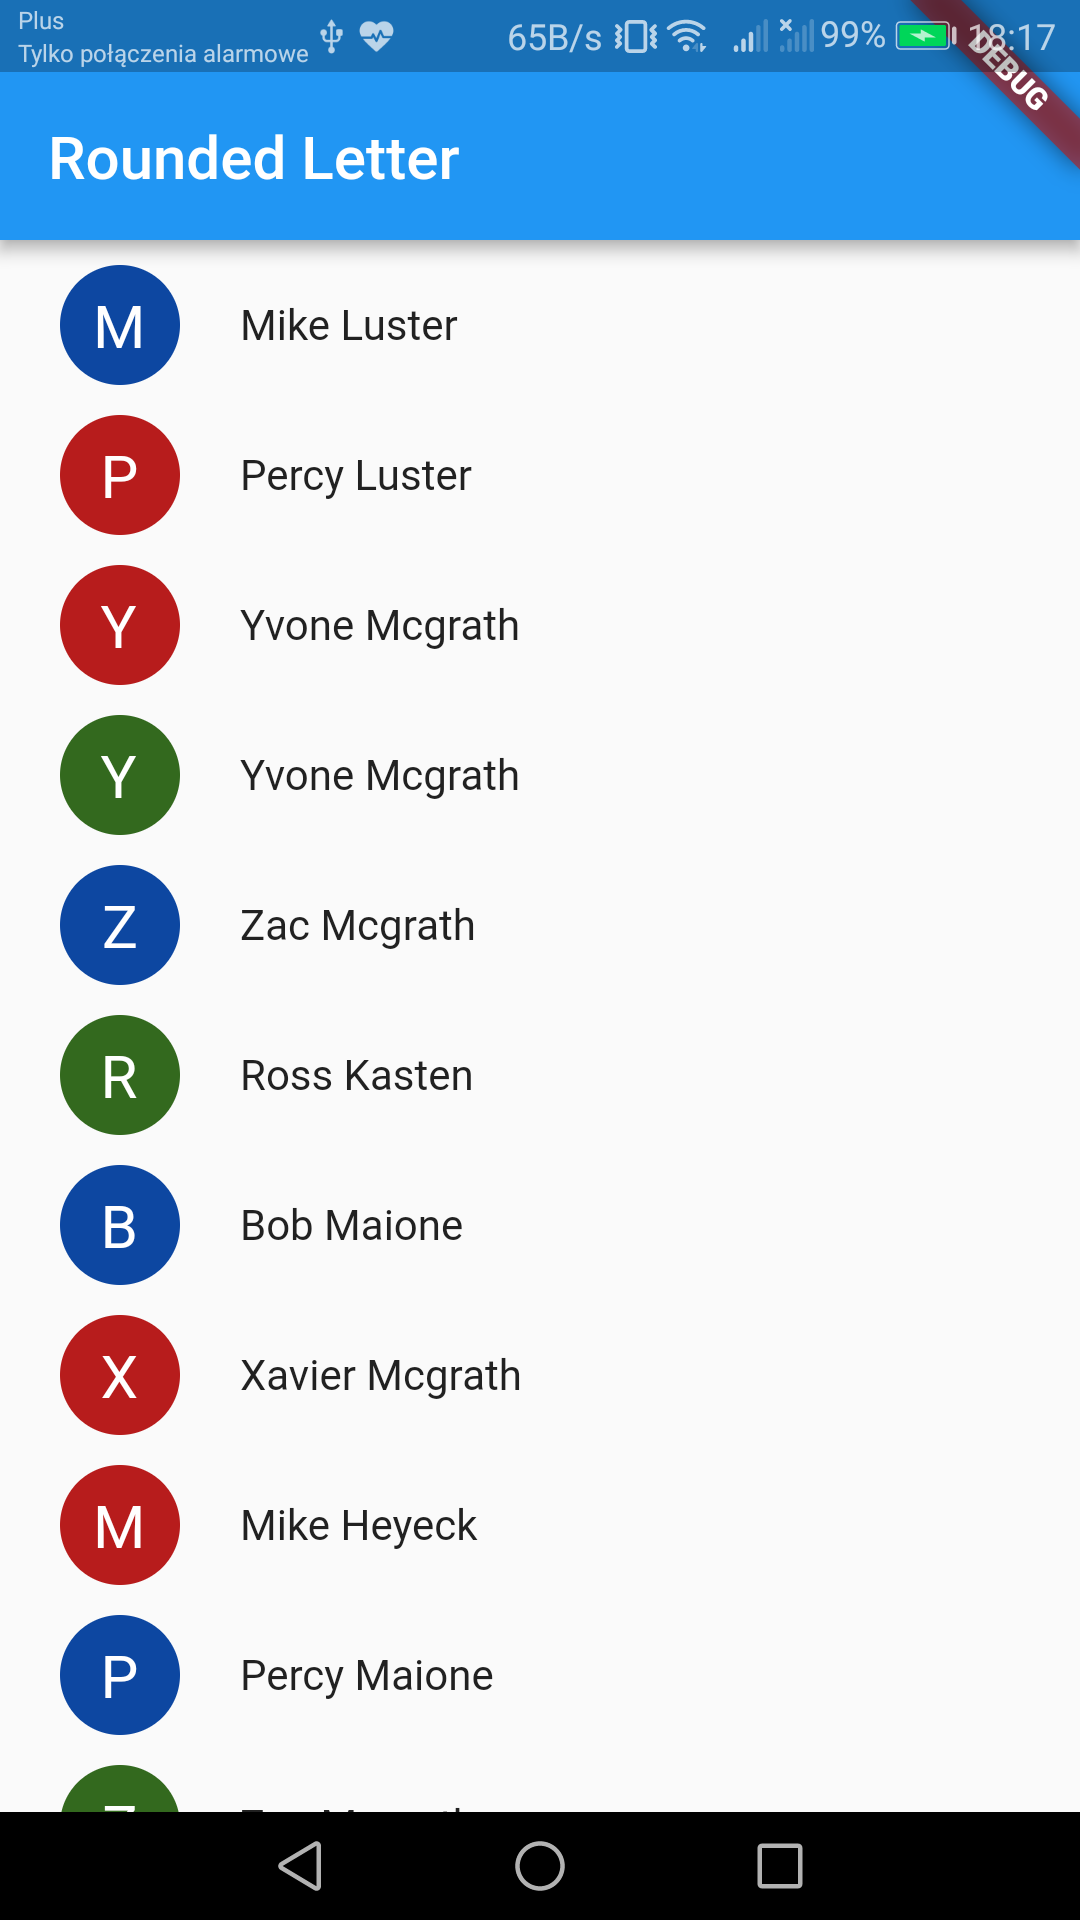 Plus
Tylko połączenia alarmowe 65B/s 99% 18:17
DEBUG
Rounded Letter
M Mike Luster
P Percy Luster
Y Yvone Mcgrath
Y Yvone Mcgrath
Z Zac Mcgrath
R Ross Kasten
B Bob Maione
X Xavier Mcgrath
M Mike Heyeck
P Percy Maione